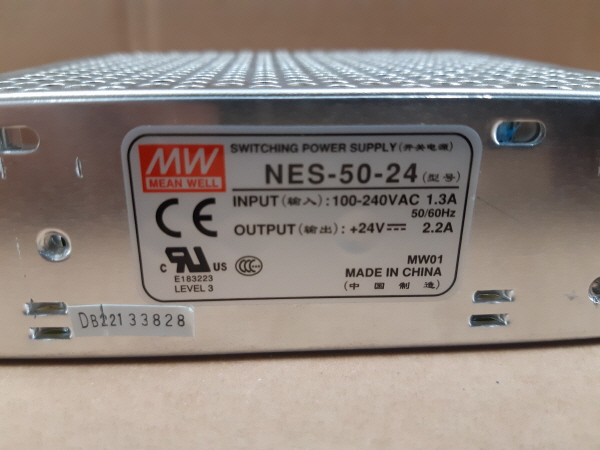 SWITCHING POWER SUPPLY (开关电源)
MW
MEAN WELL
NES-50-24 (型号)
INPUT (输入) : 100-240VAC 1.3A
50/60Hz
OUTPUT (输出) : +24V⎓ 2.2A
CE
c RU US
E183223
LEVEL 3
CCC
MW01
MADE IN CHINA
(中国制造)
DB22133828